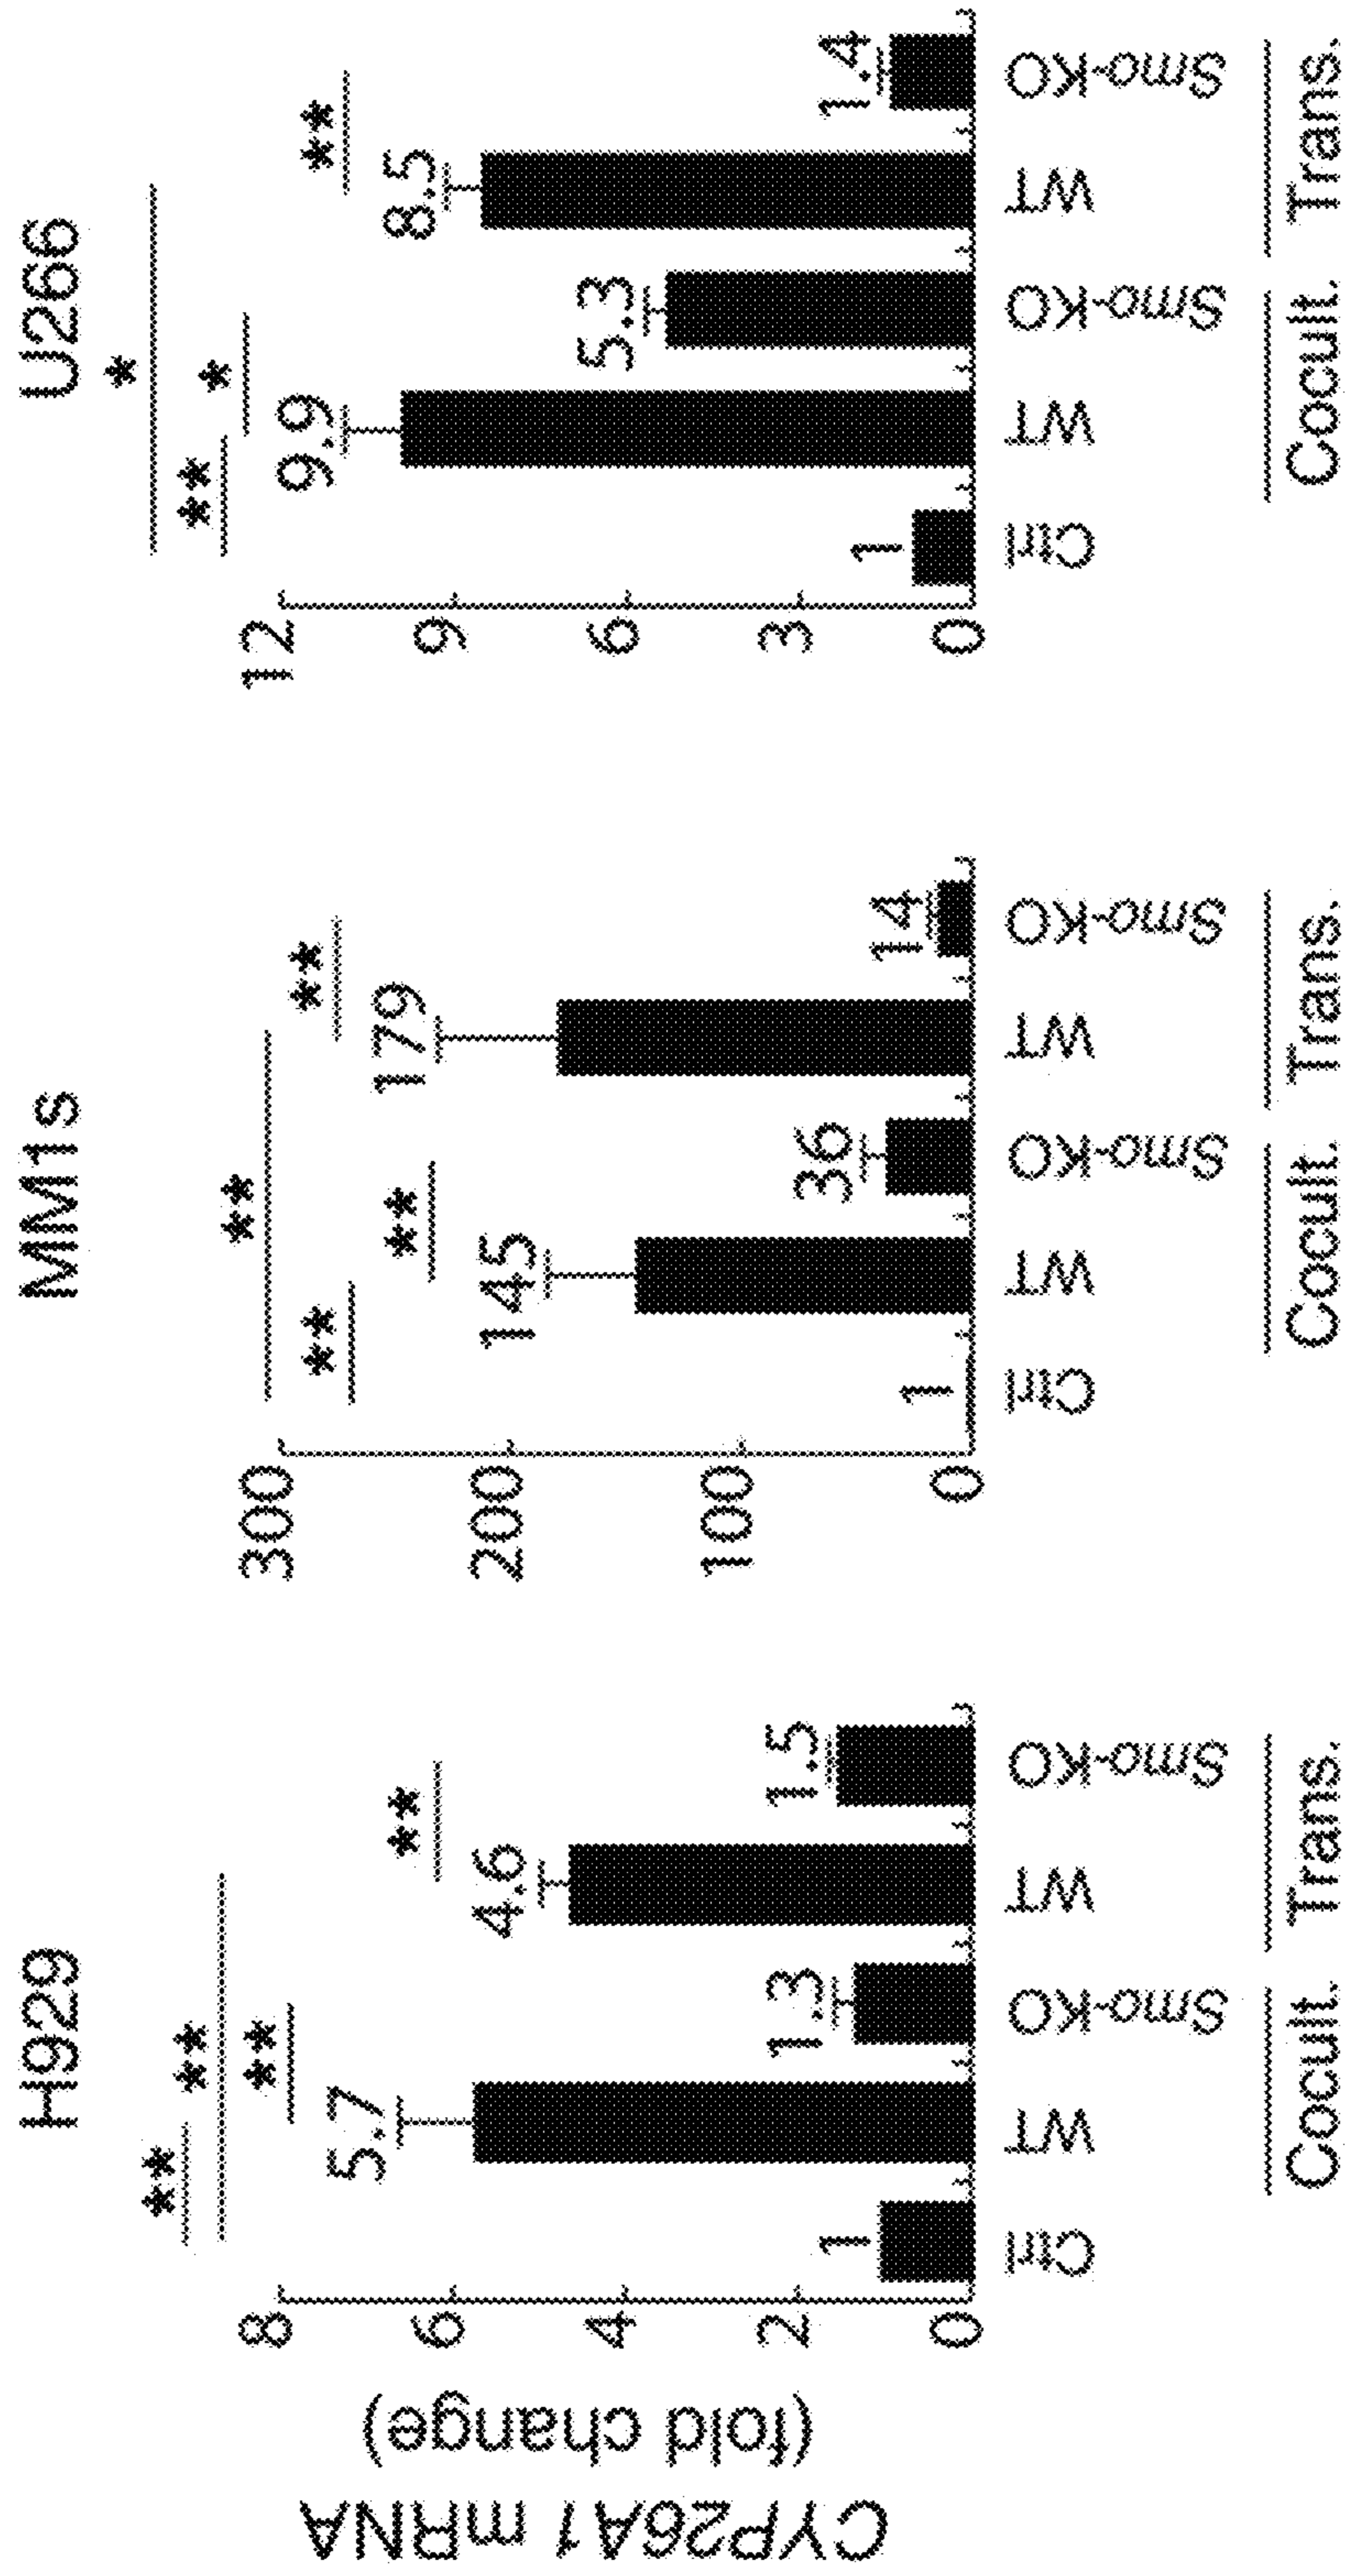 CYP26A1 mRNA
(fold change)
H929
8
6
4
2
0
**
**
**
**
1
5.7
1.3
4.6
1.5
Ctrl
WT
Smo-KO
WT
Smo-KO
Cocult.
Trans.
MM1s
300
200
100
0
**
**
**
**
1
145
36
179
14
Ctrl
WT
Smo-KO
WT
Smo-KO
Cocult.
Trans.
U266
12
9
6
3
0
*
**
*
**
1
9.9
5.3
8.5
1.4
Ctrl
WT
Smo-KO
WT
Smo-KO
Cocult.
Trans.